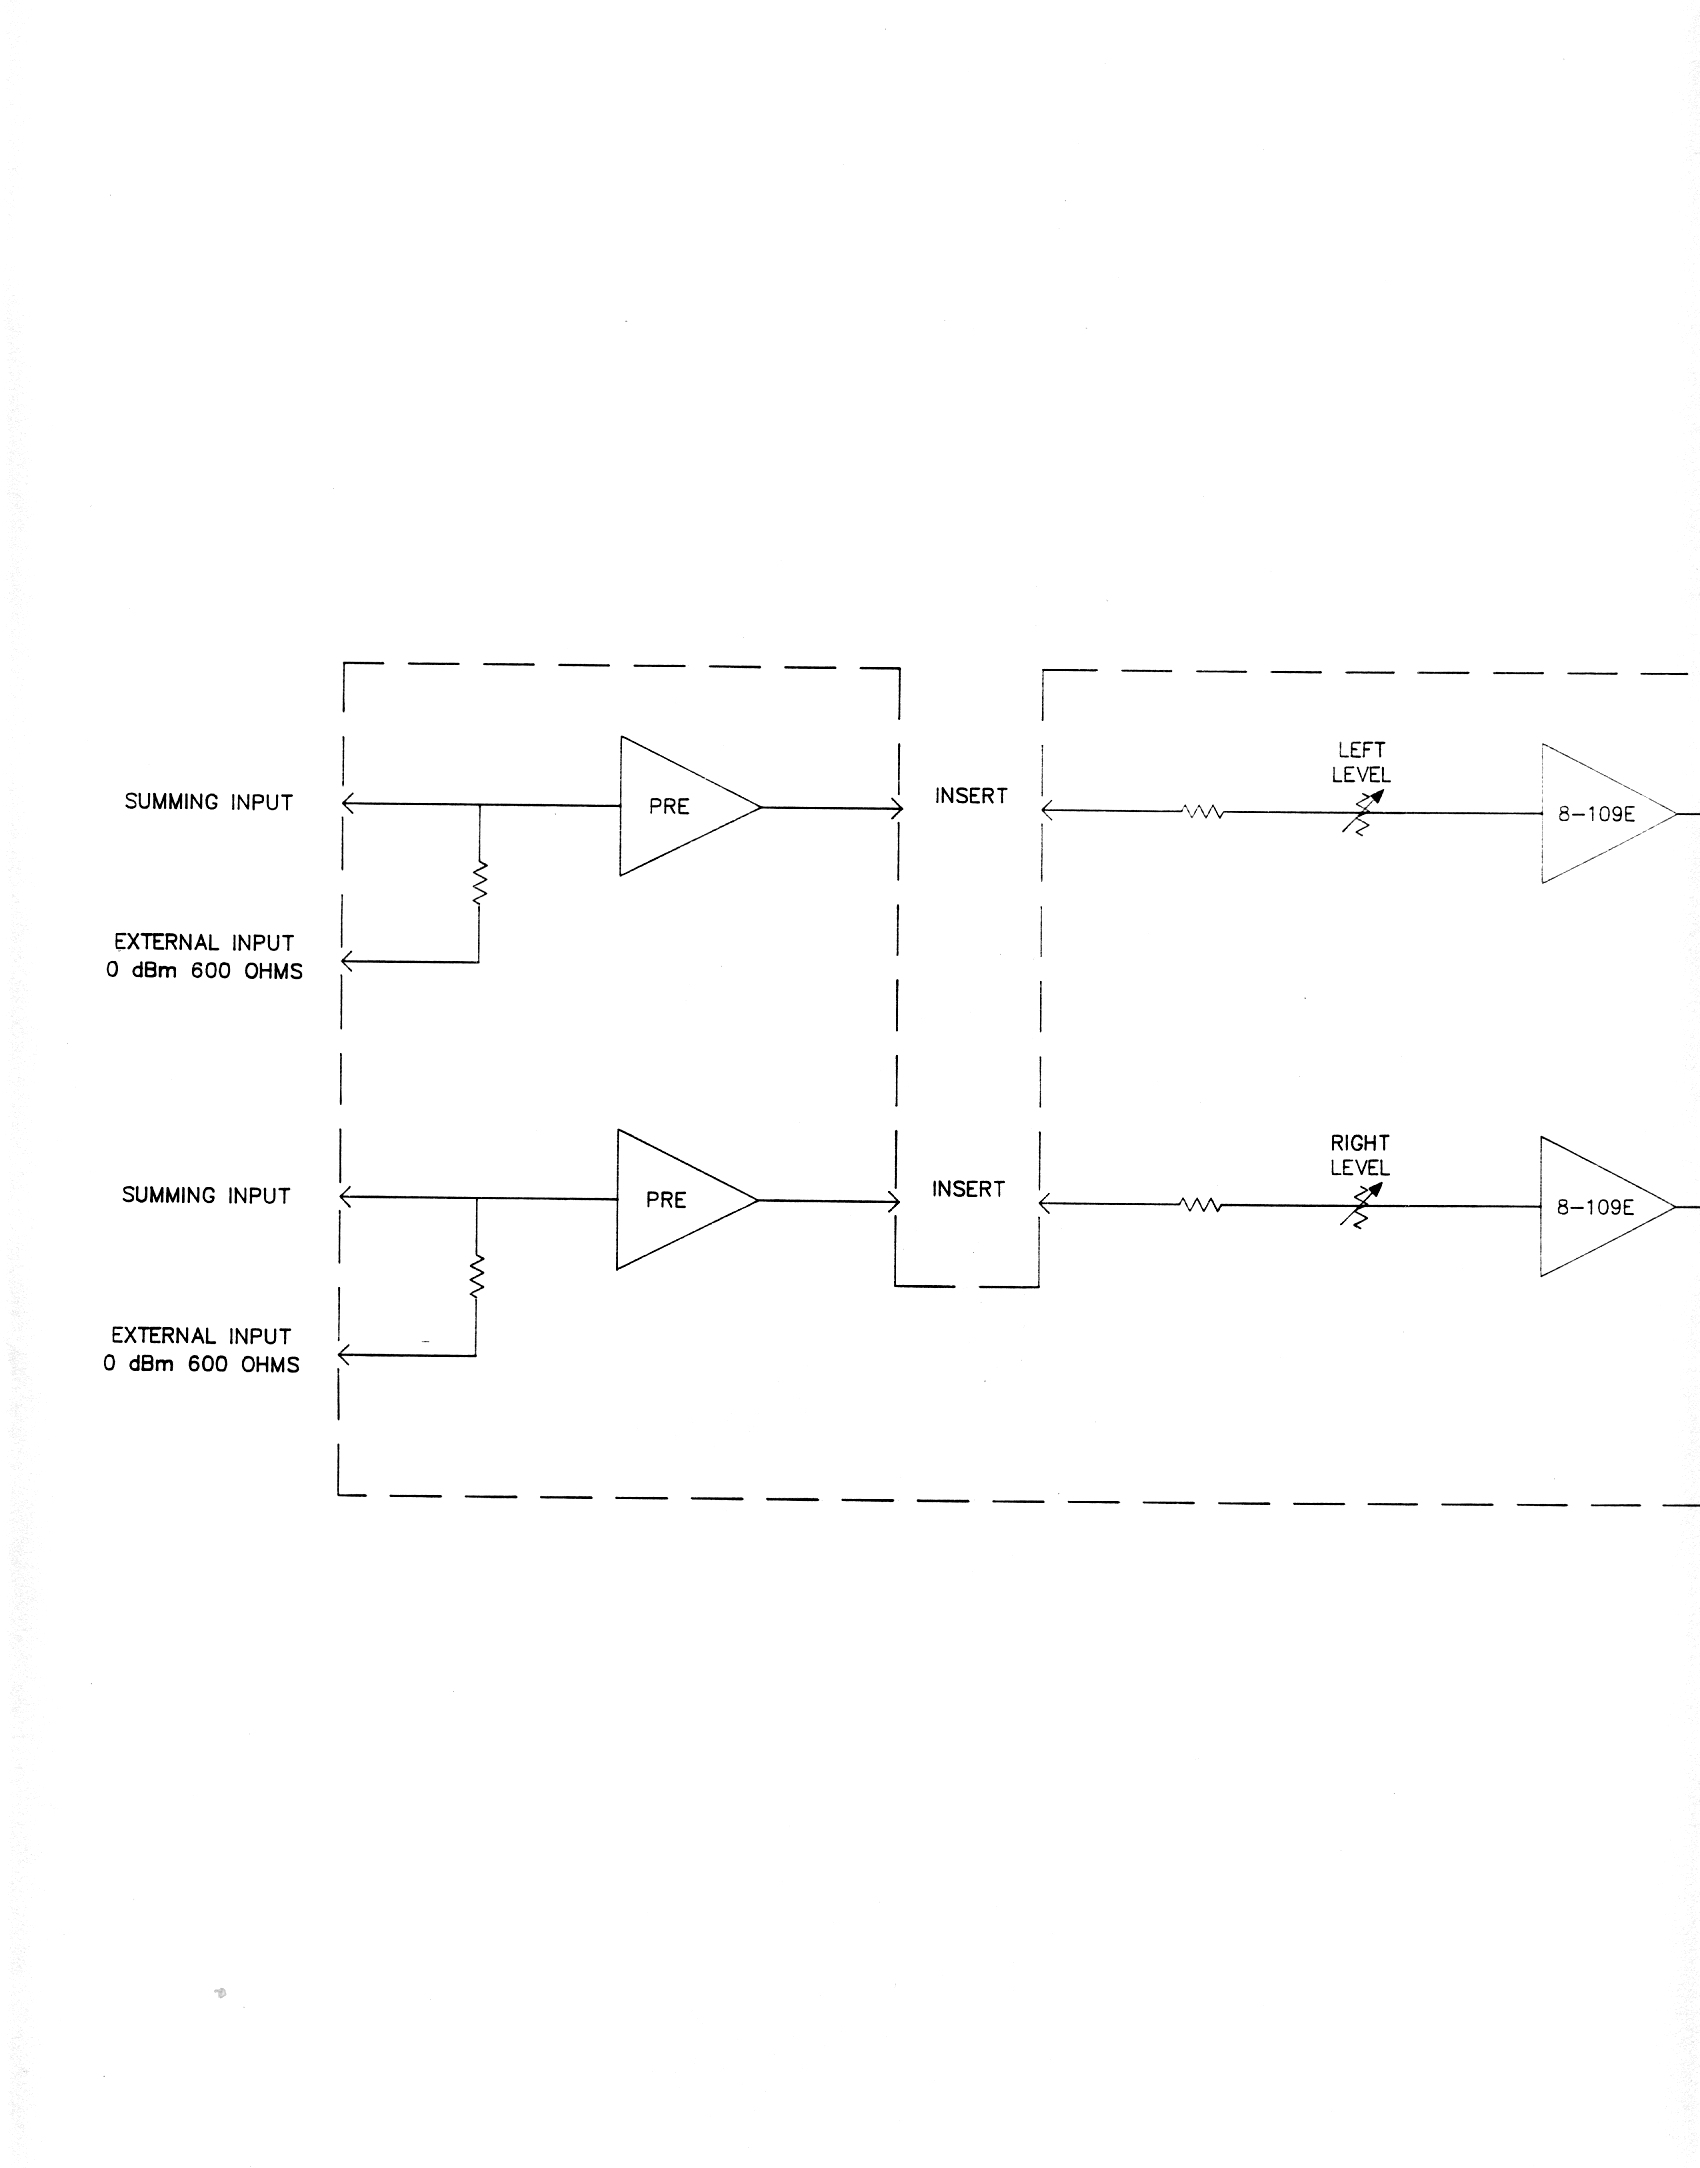 LEFT
LEVEL
SUMMING INPUT
PRE
INSERT
8-109E
EXTERNAL INPUT
0 dBm 600 OHMS
RIGHT
LEVEL
SUMMING INPUT
PRE
INSERT
8-109E
EXTERNAL INPUT
0 dBm 600 OHMS